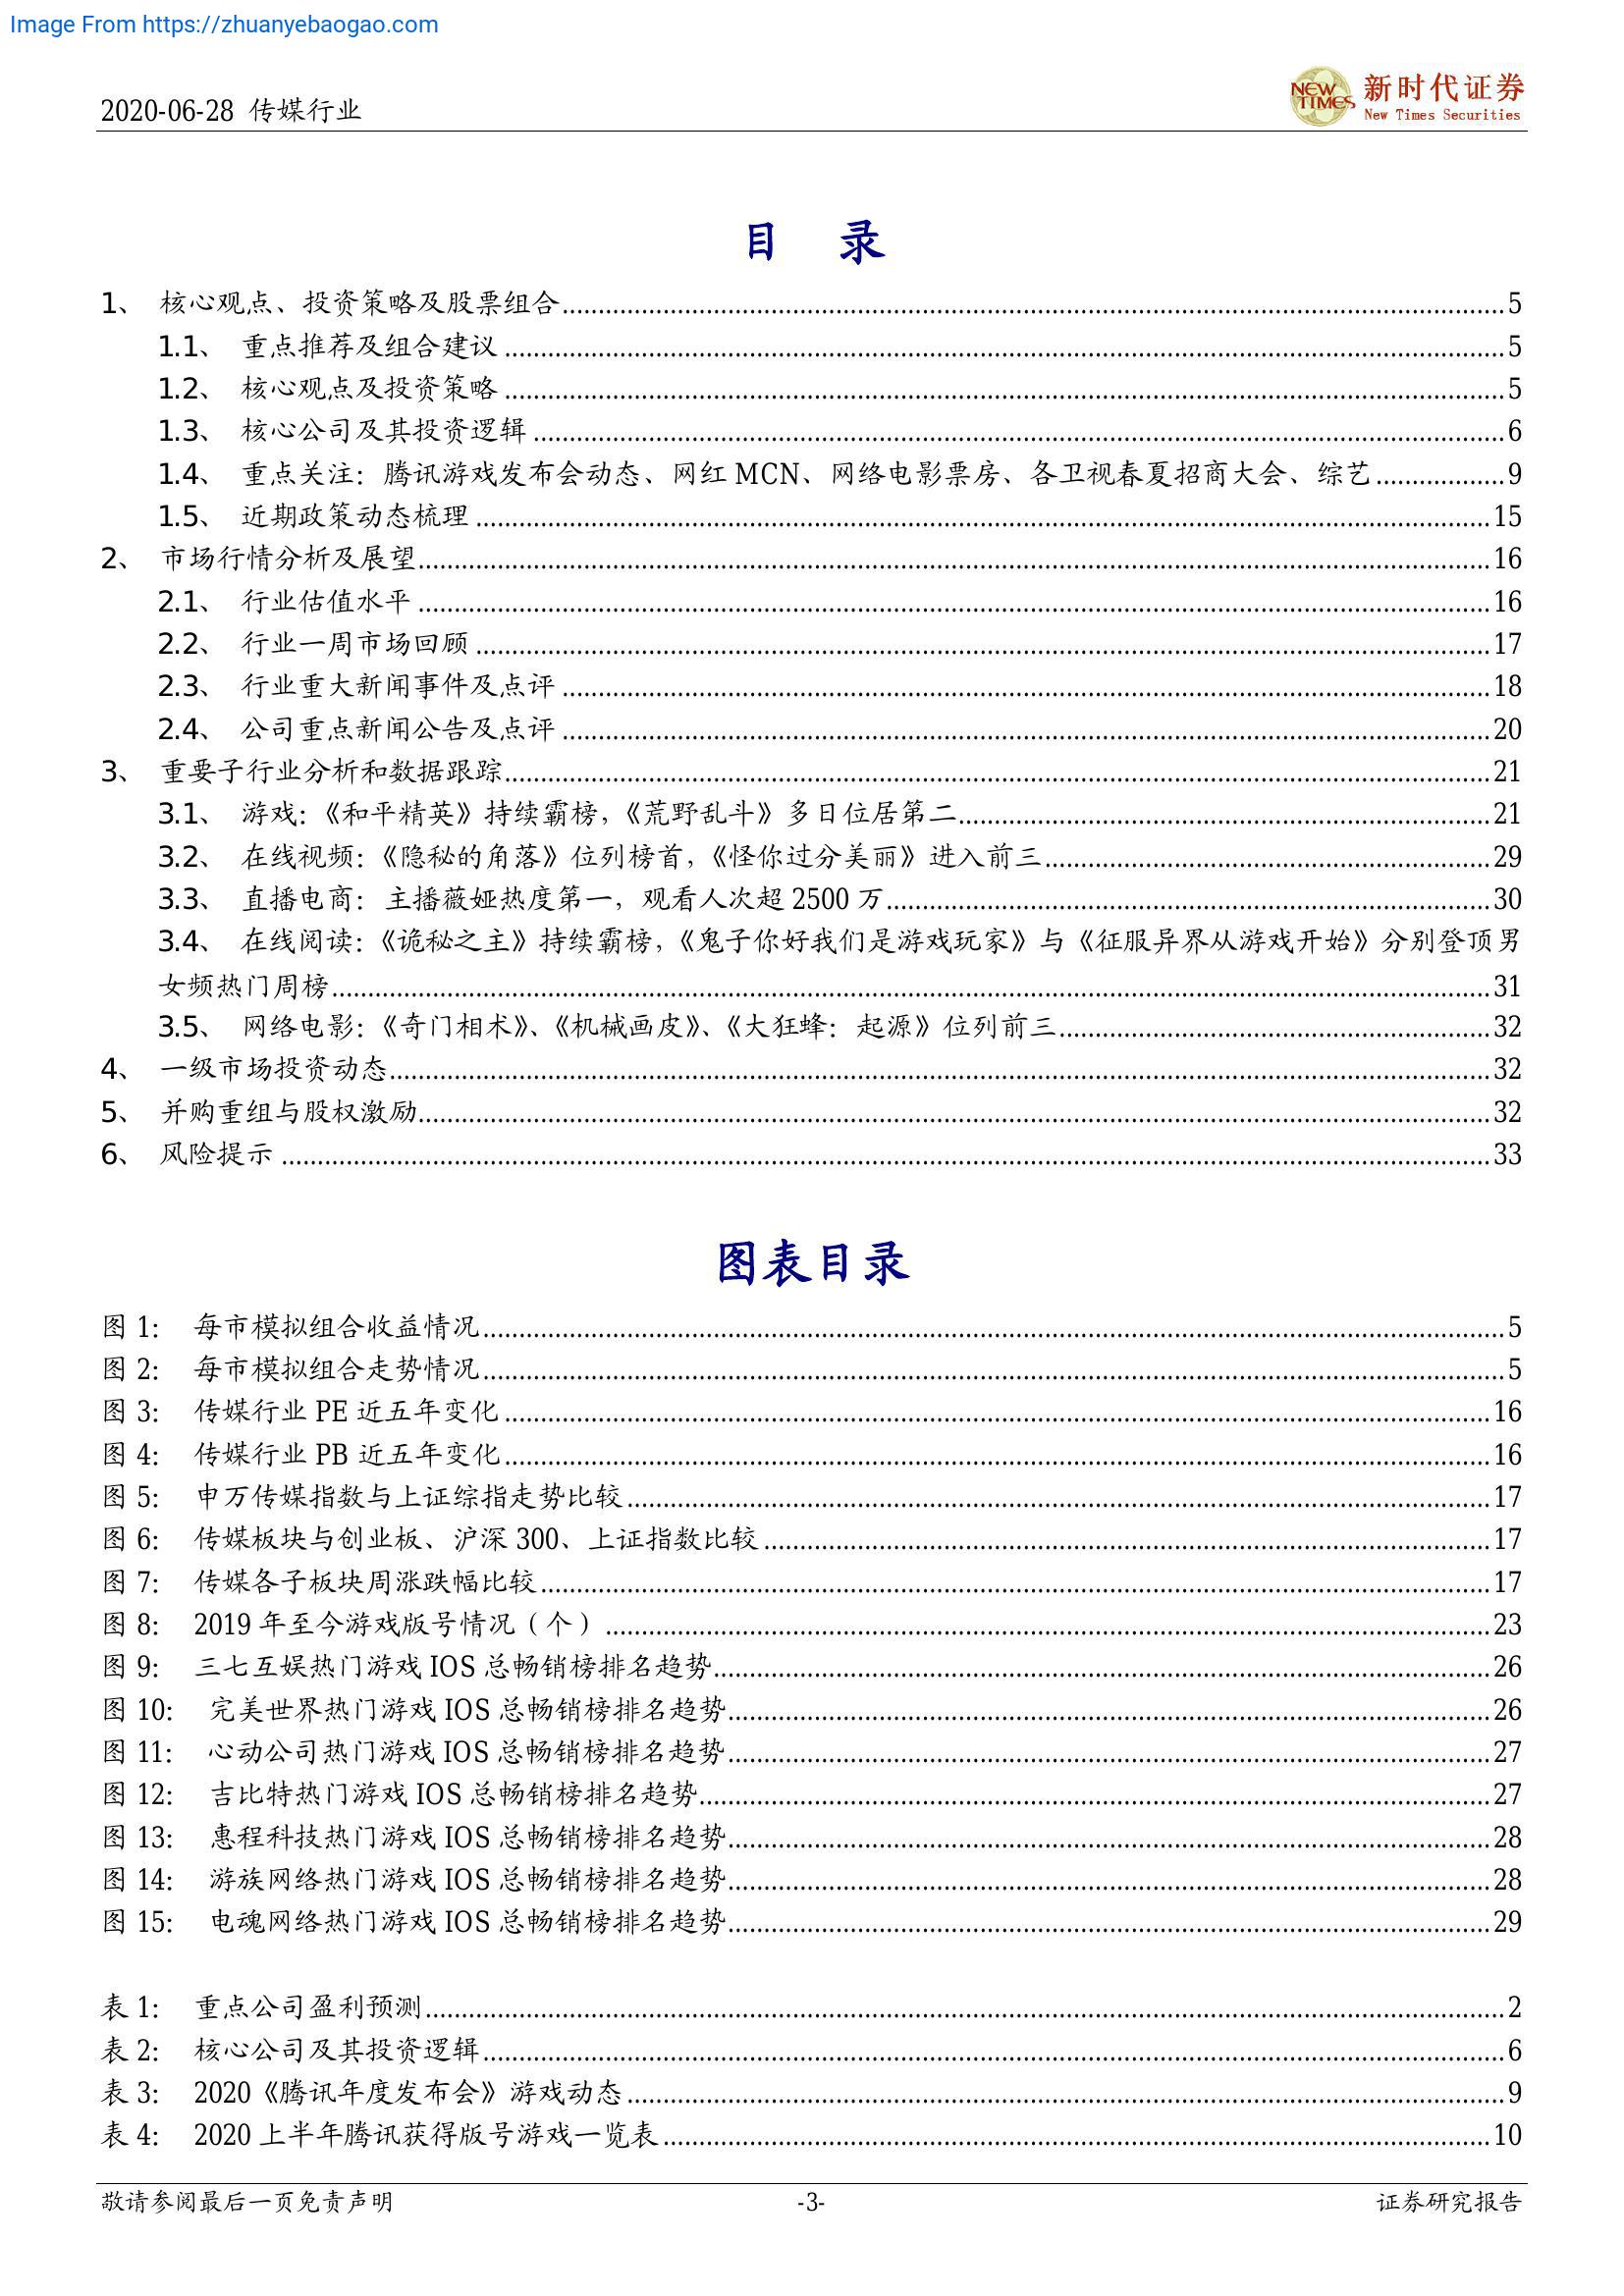 Image From https://zhuanyebaogao.com
2020-06-28 传媒行业
NEW TIMES
新时代证券
New Times Securities
目 录
1、 核心观点、投资策略及股票组合 5
1.1、 重点推荐及组合建议 5
1.2、 核心观点及投资策略 5
1.3、 核心公司及其投资逻辑 6
1.4、 重点关注：腾讯游戏发布会动态、网红 MCN、网络电影票房、各卫视春夏招商大会、综艺 9
1.5、 近期政策动态梳理 15
2、 市场行情分析及展望 16
2.1、 行业估值水平 16
2.2、 行业一周市场回顾 17
2.3、 行业重大新闻事件及点评 18
2.4、 公司重点新闻公告及点评 20
3、 重要子行业分析和数据跟踪 21
3.1、 游戏：《和平精英》持续霸榜，《荒野乱斗》多日位居第二 21
3.2、 在线视频：《隐秘的角落》位列榜首，《怪你过分美丽》进入前三 29
3.3、 直播电商：主播薇娅热度第一，观看人次超 2500 万 30
3.4、 在线阅读：《诡秘之主》持续霸榜，《鬼子你好我们是游戏玩家》与《征服异界从游戏开始》分别登顶男
女频热门周榜 31
3.5、 网络电影：《奇门相术》、《机械画皮》、《大狂蜂：起源》位列前三 32
4、 一级市场投资动态 32
5、 并购重组与股权激励 32
6、 风险提示 33
图表目录
图 1： 每市模拟组合收益情况 5
图 2： 每市模拟组合走势情况 5
图 3： 传媒行业 PE 近五年变化 16
图 4： 传媒行业 PB 近五年变化 16
图 5： 申万传媒指数与上证综指走势比较 17
图 6： 传媒板块与创业板、沪深 300、上证指数比较 17
图 7： 传媒各子板块周涨跌幅比较 17
图 8： 2019 年至今游戏版号情况（个） 23
图 9： 三七互娱热门游戏 IOS 总畅销榜排名趋势 26
图 10： 完美世界热门游戏 IOS 总畅销榜排名趋势 26
图 11： 心动公司热门游戏 IOS 总畅销榜排名趋势 27
图 12： 吉比特热门游戏 IOS 总畅销榜排名趋势 27
图 13： 惠程科技热门游戏 IOS 总畅销榜排名趋势 28
图 14： 游族网络热门游戏 IOS 总畅销榜排名趋势 28
图 15： 电魂网络热门游戏 IOS 总畅销榜排名趋势 29
表 1： 重点公司盈利预测 2
表 2： 核心公司及其投资逻辑 6
表 3： 2020《腾讯年度发布会》游戏动态 9
表 4： 2020 上半年腾讯获得版号游戏一览表 10
敬请参阅最后一页免责声明 -3- 证券研究报告